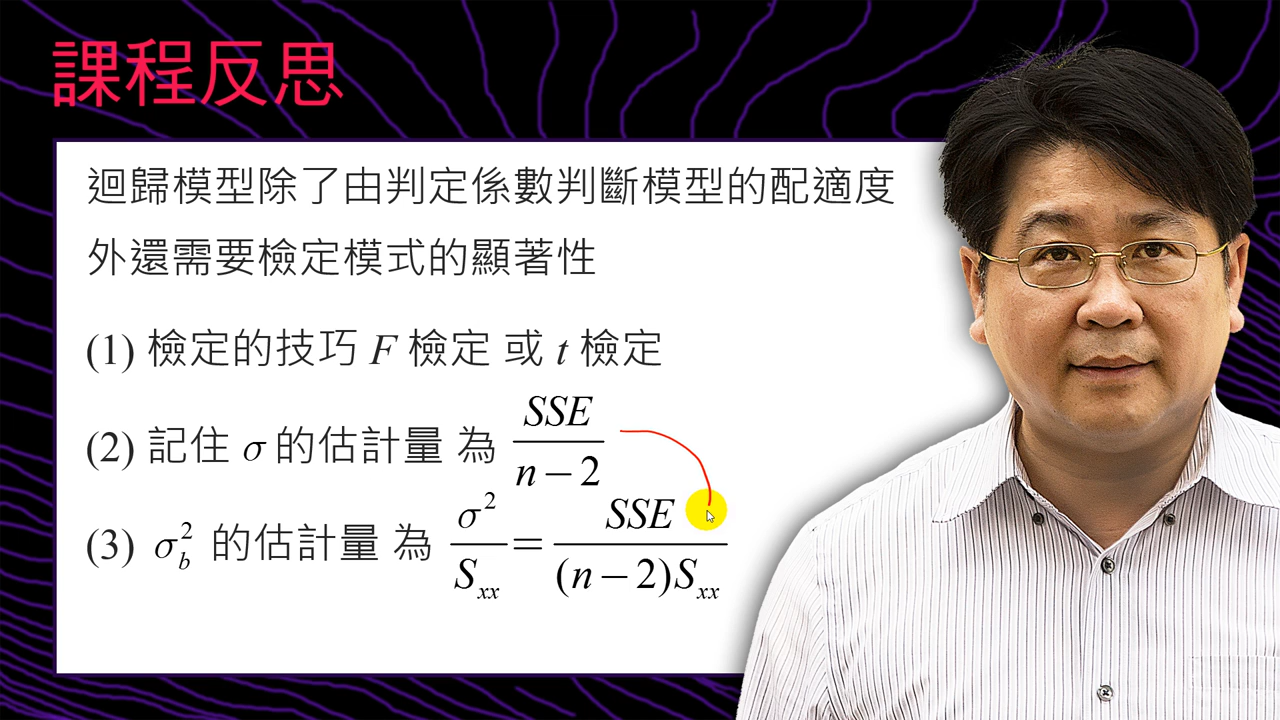 課程反思
迴歸模型除了由判定係數判斷模型的配適度
外還需要檢定模式的顯著性
(1) 檢定的技巧 F 檢定 或 t 檢定
(2) 記住 σ 的估計量 為 SSE / n − 2
(3) σ_b^2 的估計量 為 σ^2 / S_xx = SSE / (n − 2)S_xx